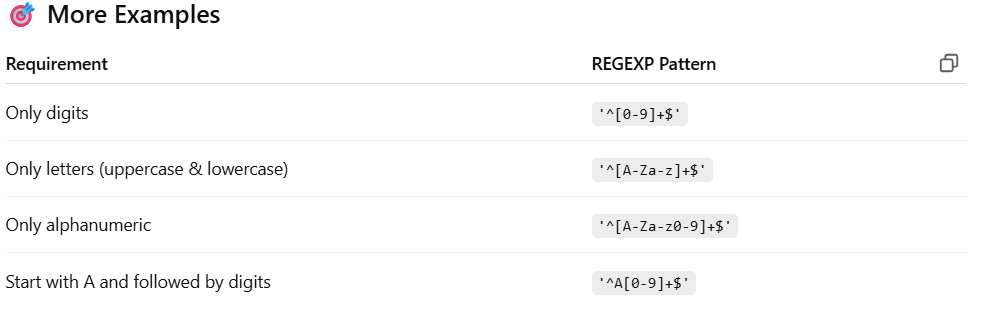 🎯 More Examples
Requirement REGEXP Pattern
Only digits '^[0-9]+$'
Only letters (uppercase & lowercase) '^[A-Za-z]+$'
Only alphanumeric '^[A-Za-z0-9]+$'
Start with A and followed by digits '^A[0-9]+$'